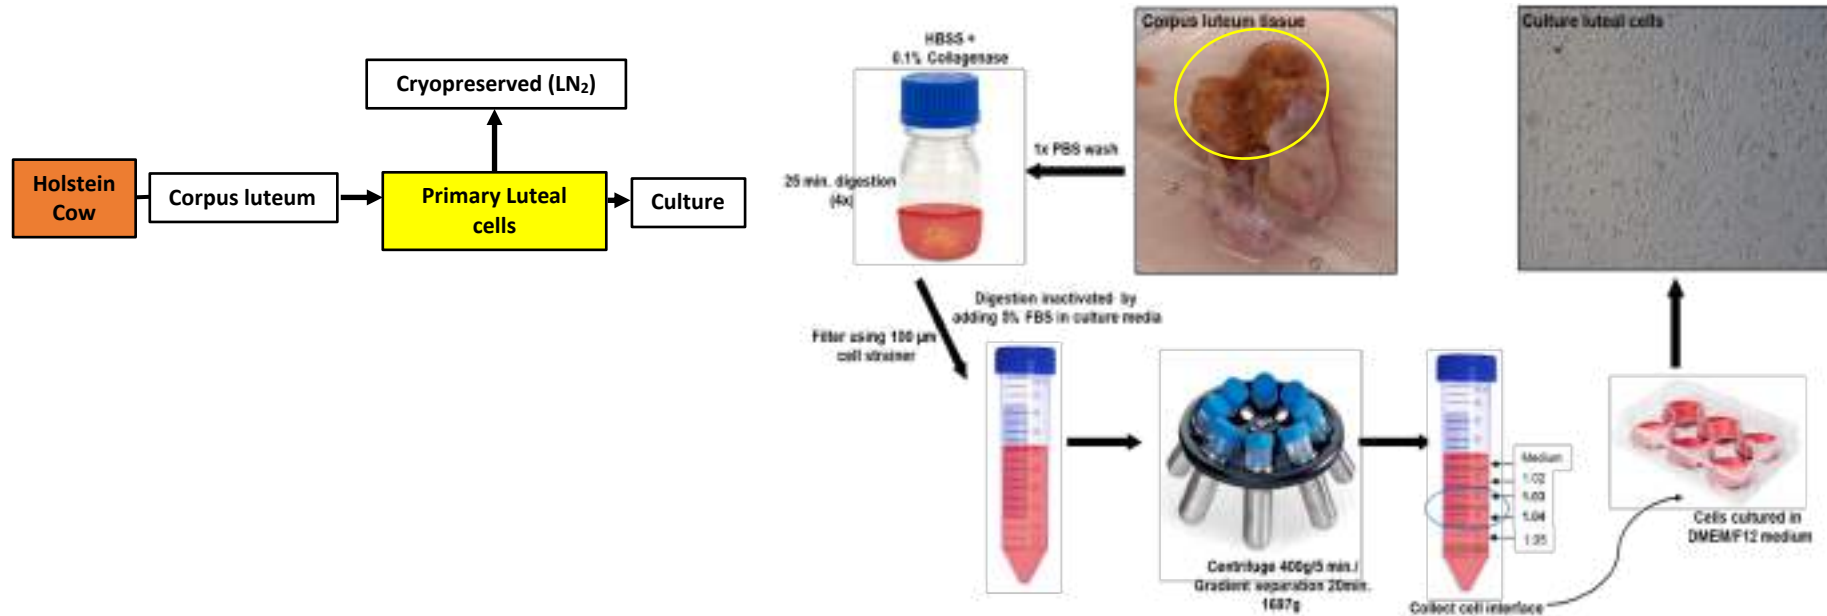 Cryopreserved (LN₂)
Holstein
Cow
Corpus luteum
Primary Luteal
cells
Culture
HBSS +
0.1% Collagenase
25 min. digestion
(4x)
1x PBS wash
Corpus luteum tissue
Culture luteal cells
Digestion inactivated by
adding 5% FBS in culture media
Filter using 100 µm
cell strainer
Centrifuge 400g/5 min./
Gradient separation 20min.
1687g
Medium
1.02
1.03
1.04
1.05
Collect cell interface
Cells cultured in
DMEM/F12 medium